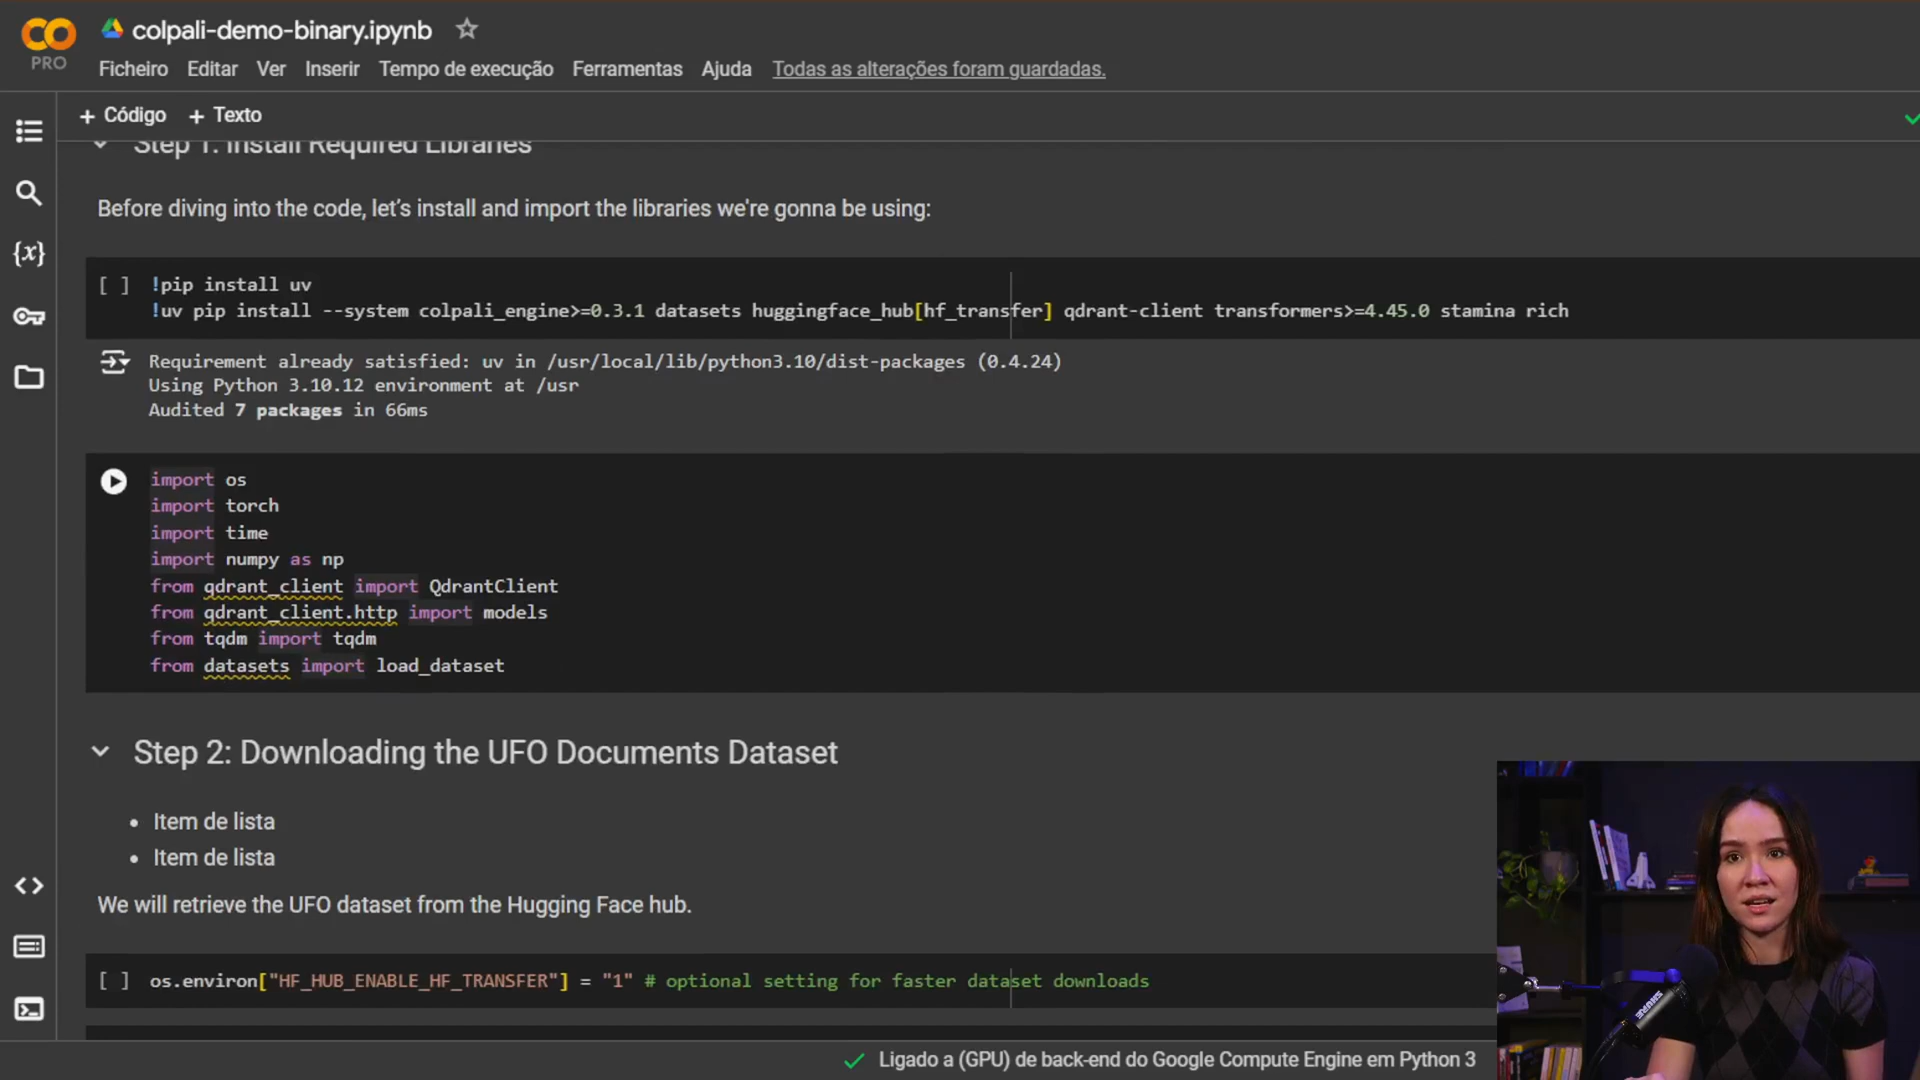 CO
PRO
colpali-demo-binary.ipynb
Ficheiro Editar Ver Inserir Tempo de execução Ferramentas Ajuda Todas as alterações foram guardadas.
+ Código + Texto
Step 1: Install Required Libraries
Before diving into the code, let’s install and import the libraries we're gonna be using:
[ ] !pip install uv
!uv pip install --system colpali_engine>=0.3.1 datasets huggingface_hub[hf_transfer] qdrant-client transformers>=4.45.0 stamina rich
Requirement already satisfied: uv in /usr/local/lib/python3.10/dist-packages (0.4.24)
Using Python 3.10.12 environment at /usr
Audited 7 packages in 66ms
import os
import torch
import time
import numpy as np
from qdrant_client import QdrantClient
from qdrant_client.http import models
from tqdm import tqdm
from datasets import load_dataset
Step 2: Downloading the UFO Documents Dataset
• Item de lista
• Item de lista
We will retrieve the UFO dataset from the Hugging Face hub.
[ ] os.environ["HF_HUB_ENABLE_HF_TRANSFER"] = "1" # optional setting for faster dataset downloads
SHURE
Ligado a (GPU) de back-end do Google Compute Engine em Python 3